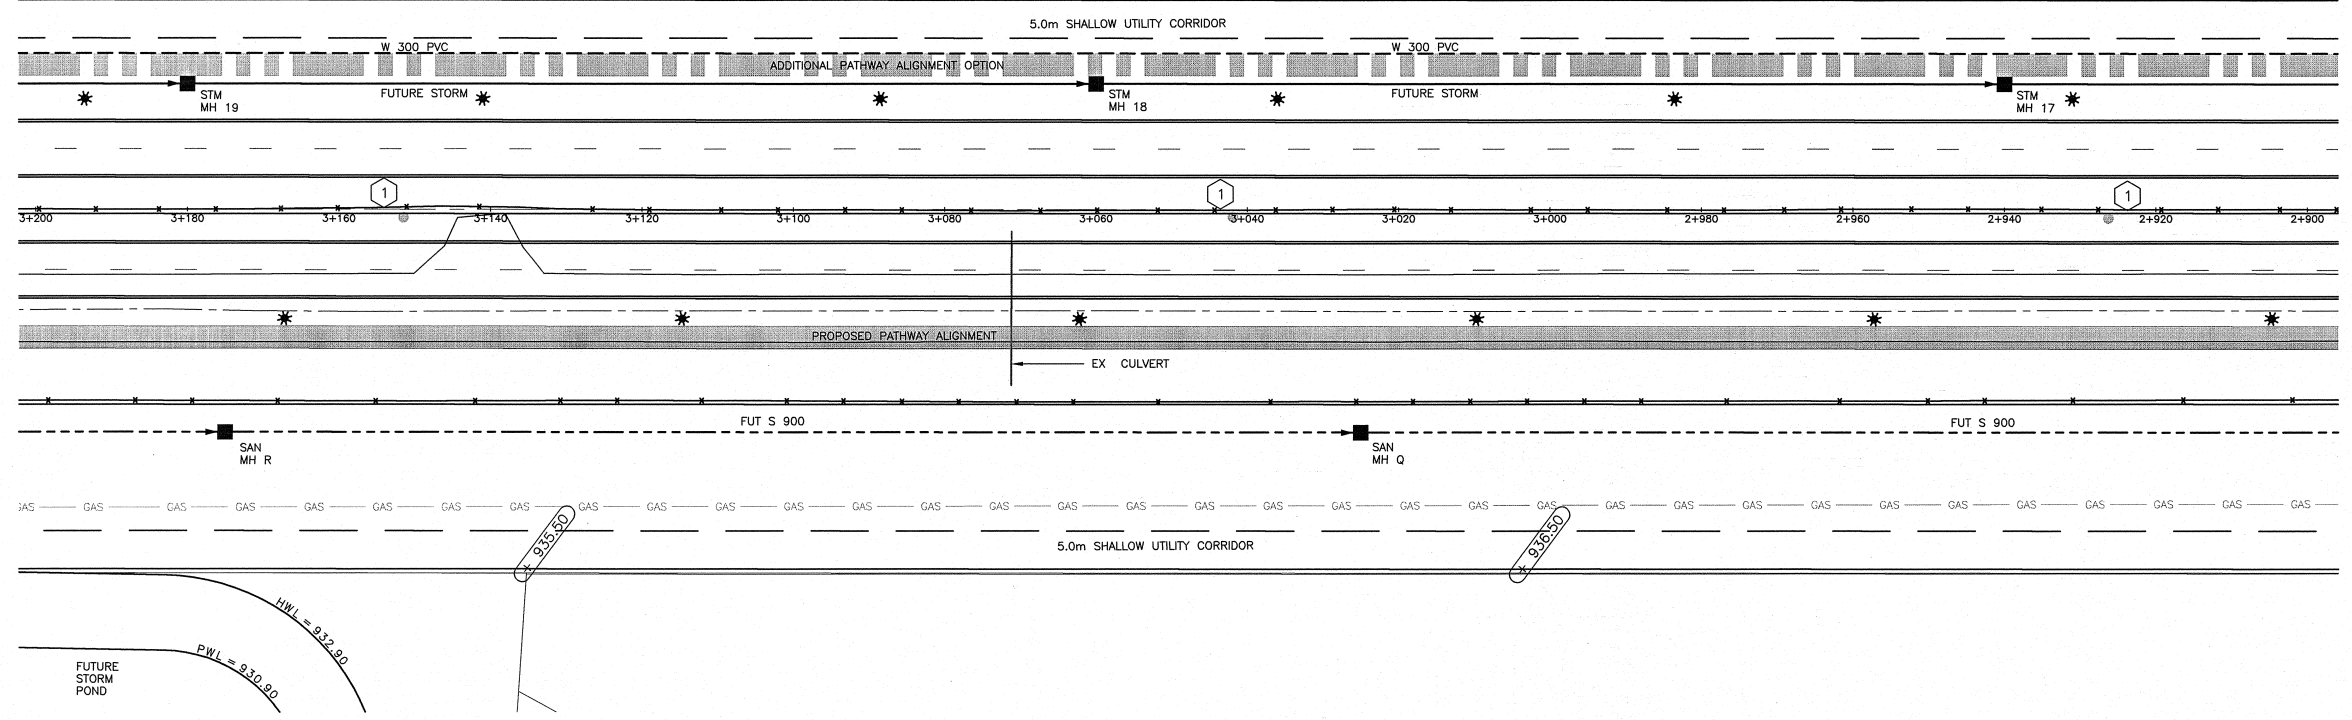 5.0m SHALLOW UTILITY CORRIDOR
W 300 PVC
W 300 PVC
ADDITIONAL PATHWAY ALIGNMENT OPTION
FUTURE STORM
FUTURE STORM
STM
MH 19
STM
MH 18
STM
MH 17
1
1
1
3+200
3+180
3+160
3+140
3+120
3+100
3+080
3+060
3+040
3+020
3+000
2+980
2+960
2+940
2+920
2+900
PROPOSED PATHWAY ALIGNMENT
EX CULVERT
FUT S 900
FUT S 900
SAN
MH R
SAN
MH Q
GAS GAS GAS GAS GAS GAS GAS GAS GAS GAS GAS GAS GAS GAS GAS GAS GAS GAS GAS GAS GAS GAS GAS GAS GAS GAS GAS GAS GAS GAS GAS GAS GAS GAS
935.50
936.50
5.0m SHALLOW UTILITY CORRIDOR
HWL = 932.90
PWL = 930.90
FUTURE
STORM
POND